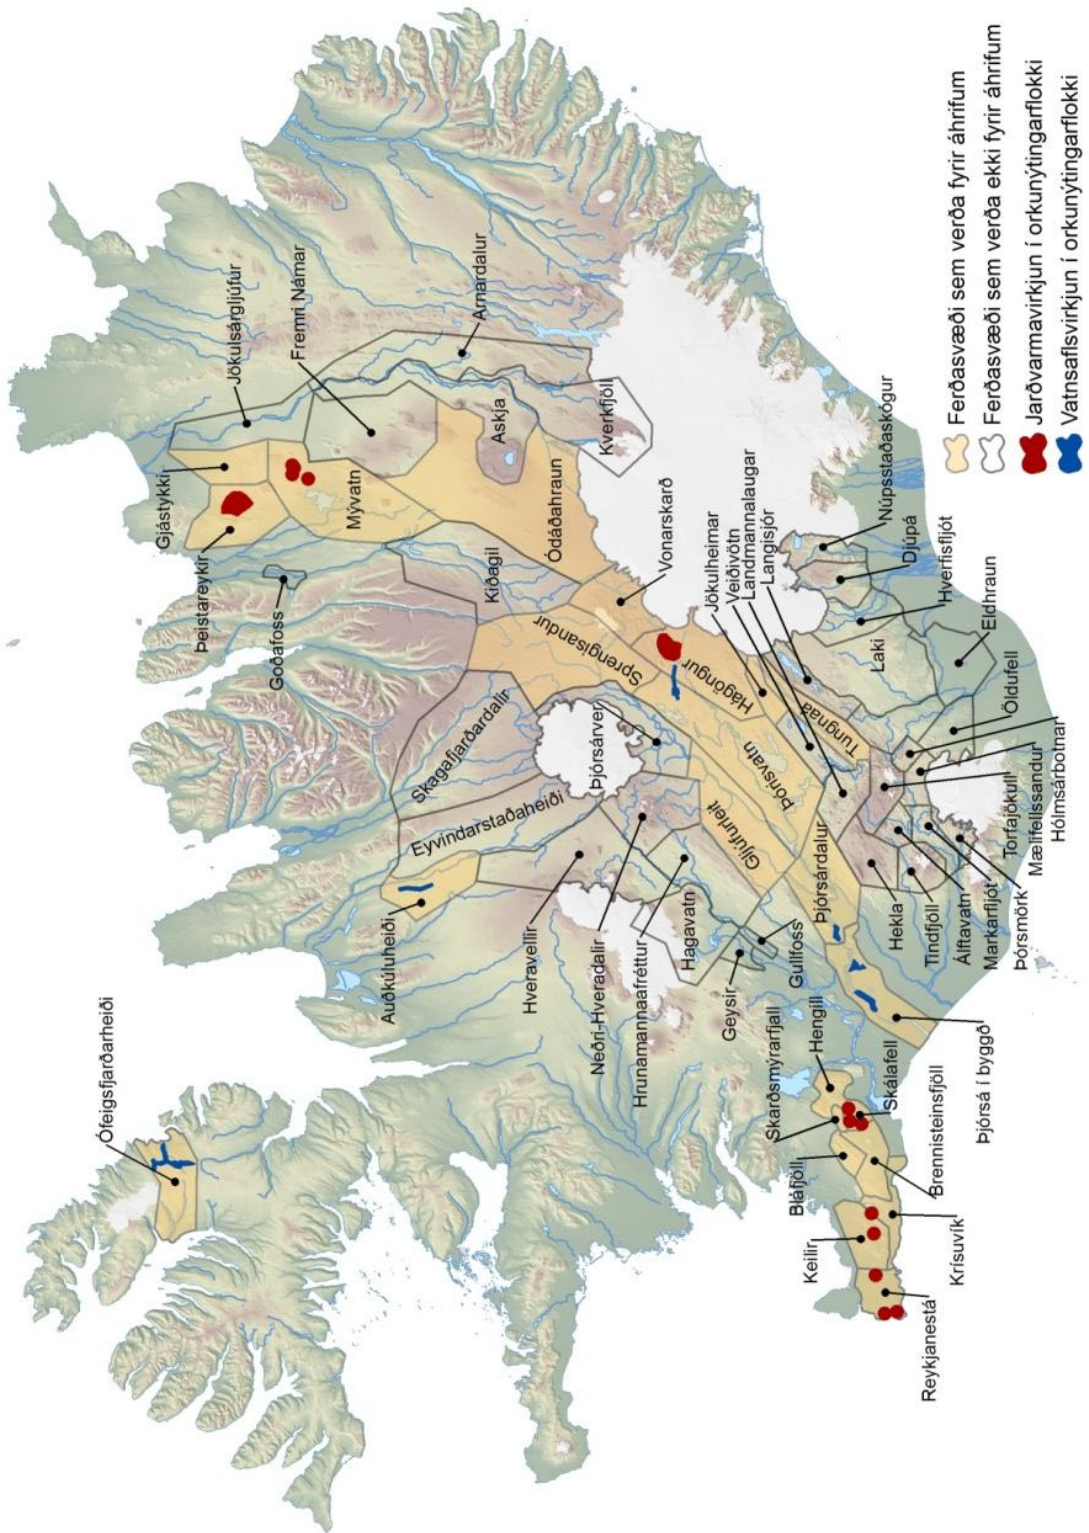 Ófeigsfjarðarheiði
Auðkúluheiði
Eyvindarstaðaheiði
Skagafjarðardalir
Goðafoss
Þeistareykir
Gjástykki
Jökulsárgljúfur
Fremri Námar
Mývatn
Arnardalur
Askja
Kverkfjöll
Ódáðahraun
Kiðagil
Sprengisandur
Vonarskarð
Hágöngur
Þjórsárver
Hveravellir
Neðri-Hveradalir
Hrunamannaafréttur
Hagavatn
Geysir
Gullfoss
Gljúfurleit
Þórisvatn
Jökulheimar
Veiðivötn
Landmannalaugar
Langisjór
Tungnaá
Núpsstaðaskógur
Djúpá
Hverfisfljót
Laki
Eldhraun
Öldufell
Hólmsárbotnar
Mælifellssandur
Torfajökull
Þórsmörk
Markarfljót
Álftavatn
Tindfjöll
Hekla
Þjórsárdalur
Þjórsá í byggð
Skarðsmýrarfjall
Hengill
Skálafell
Bláfjöll
Brennisteinsfjöll
Keilir
Krísuvík
Reykjanestá
Ferðasvæði sem verða fyrir áhrifum
Ferðasvæði sem verða ekki fyrir áhrifum
Jarðvarmavirkjun í orkunýtingarflokki
Vatnsaflsvirkjun í orkunýtingarflokki